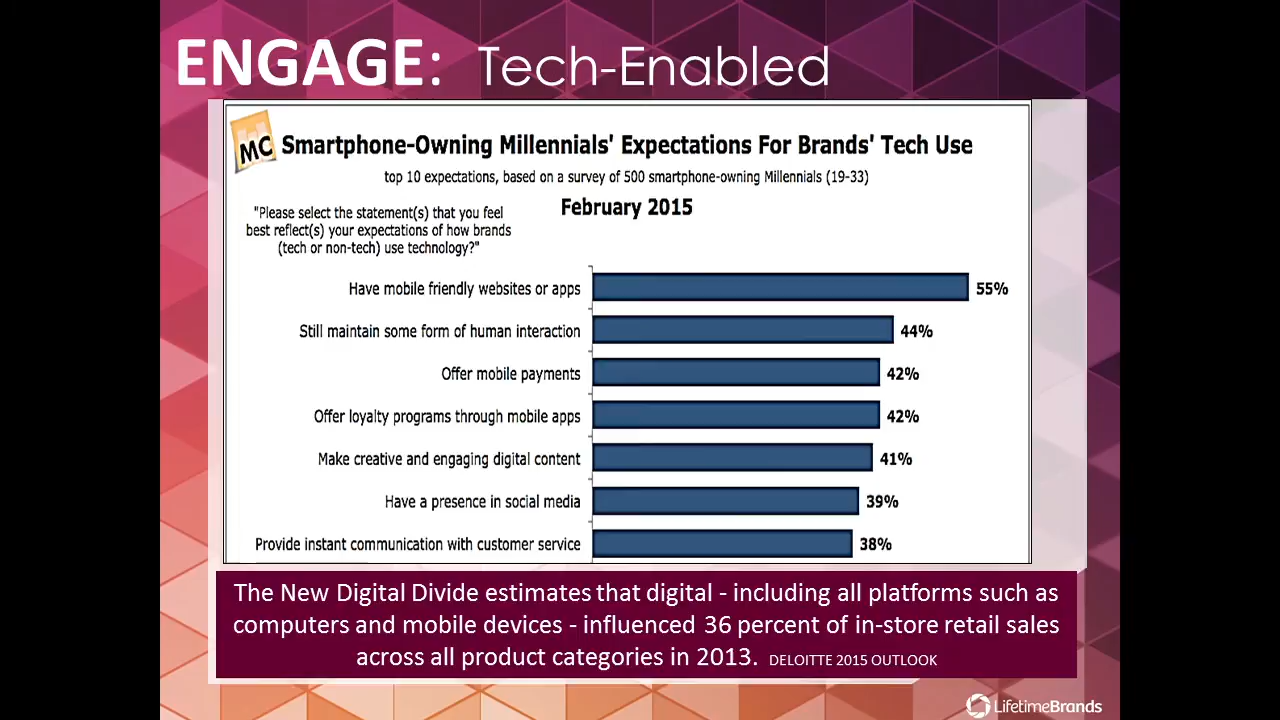 ENGAGE: Tech-Enabled
MC
Smartphone-Owning Millennials' Expectations For Brands' Tech Use
top 10 expectations, based on a survey of 500 smartphone-owning Millennials (19-33)
February 2015
"Please select the statement(s) that you feel
best reflect(s) your expectations of how brands
(tech or non-tech) use technology?"
Have mobile friendly websites or apps 55%
Still maintain some form of human interaction 44%
Offer mobile payments 42%
Offer loyalty programs through mobile apps 42%
Make creative and engaging digital content 41%
Have a presence in social media 39%
Provide instant communication with customer service 38%
The New Digital Divide estimates that digital - including all platforms such as
computers and mobile devices - influenced 36 percent of in-store retail sales
across all product categories in 2013. DELOITTE 2015 OUTLOOK
LifetimeBrands